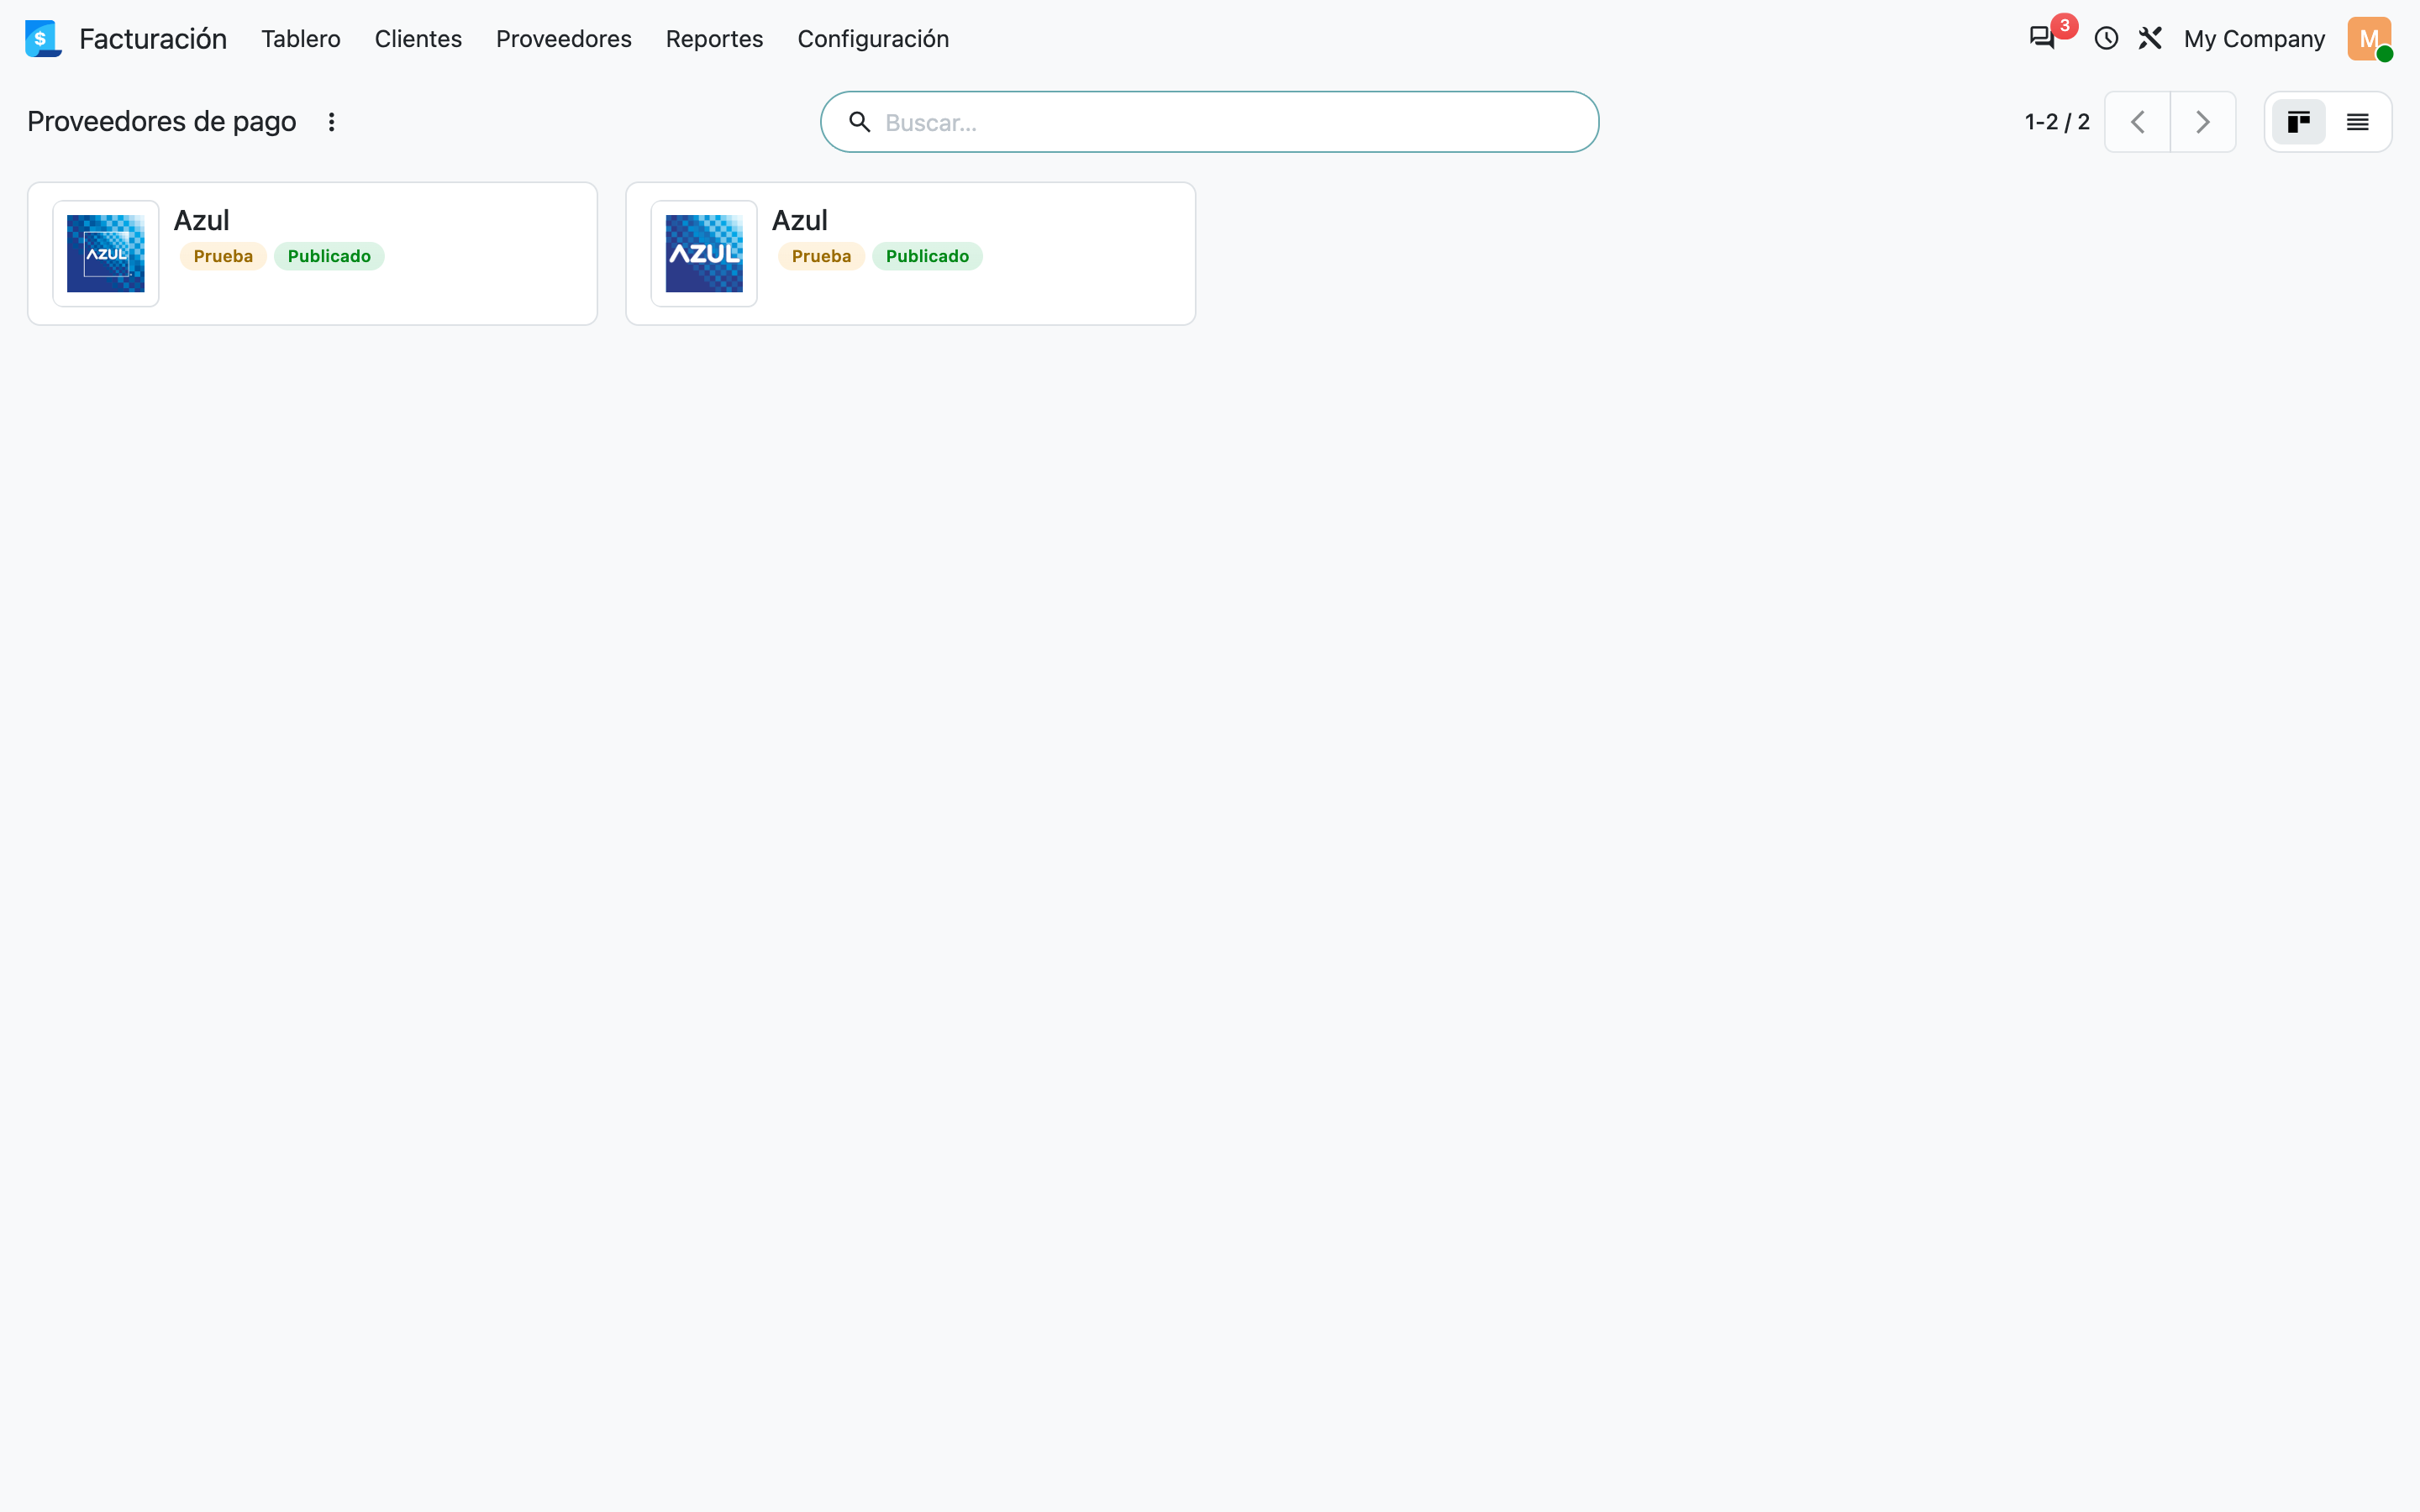 $ Facturación Tablero Clientes Proveedores Reportes Configuración 3 My Company M
Proveedores de pago Buscar... 1-2 / 2
AZUL Azul
Prueba Publicado
AZUL Azul
Prueba Publicado